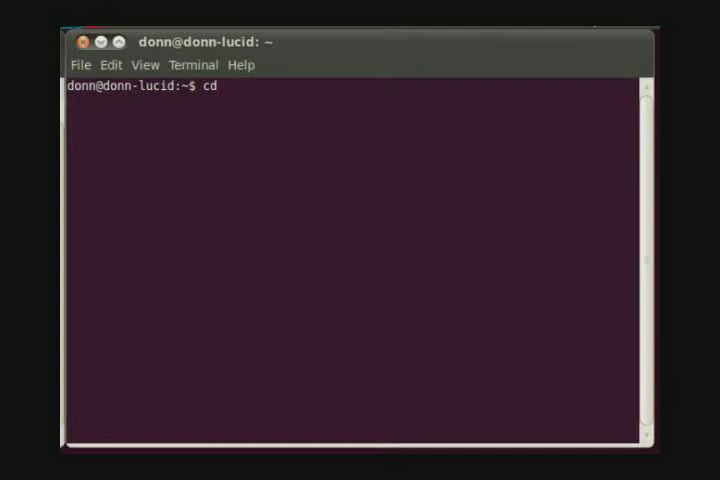 donn@donn-lucid: ~
File Edit View Terminal Help
donn@donn-lucid:~$ cd